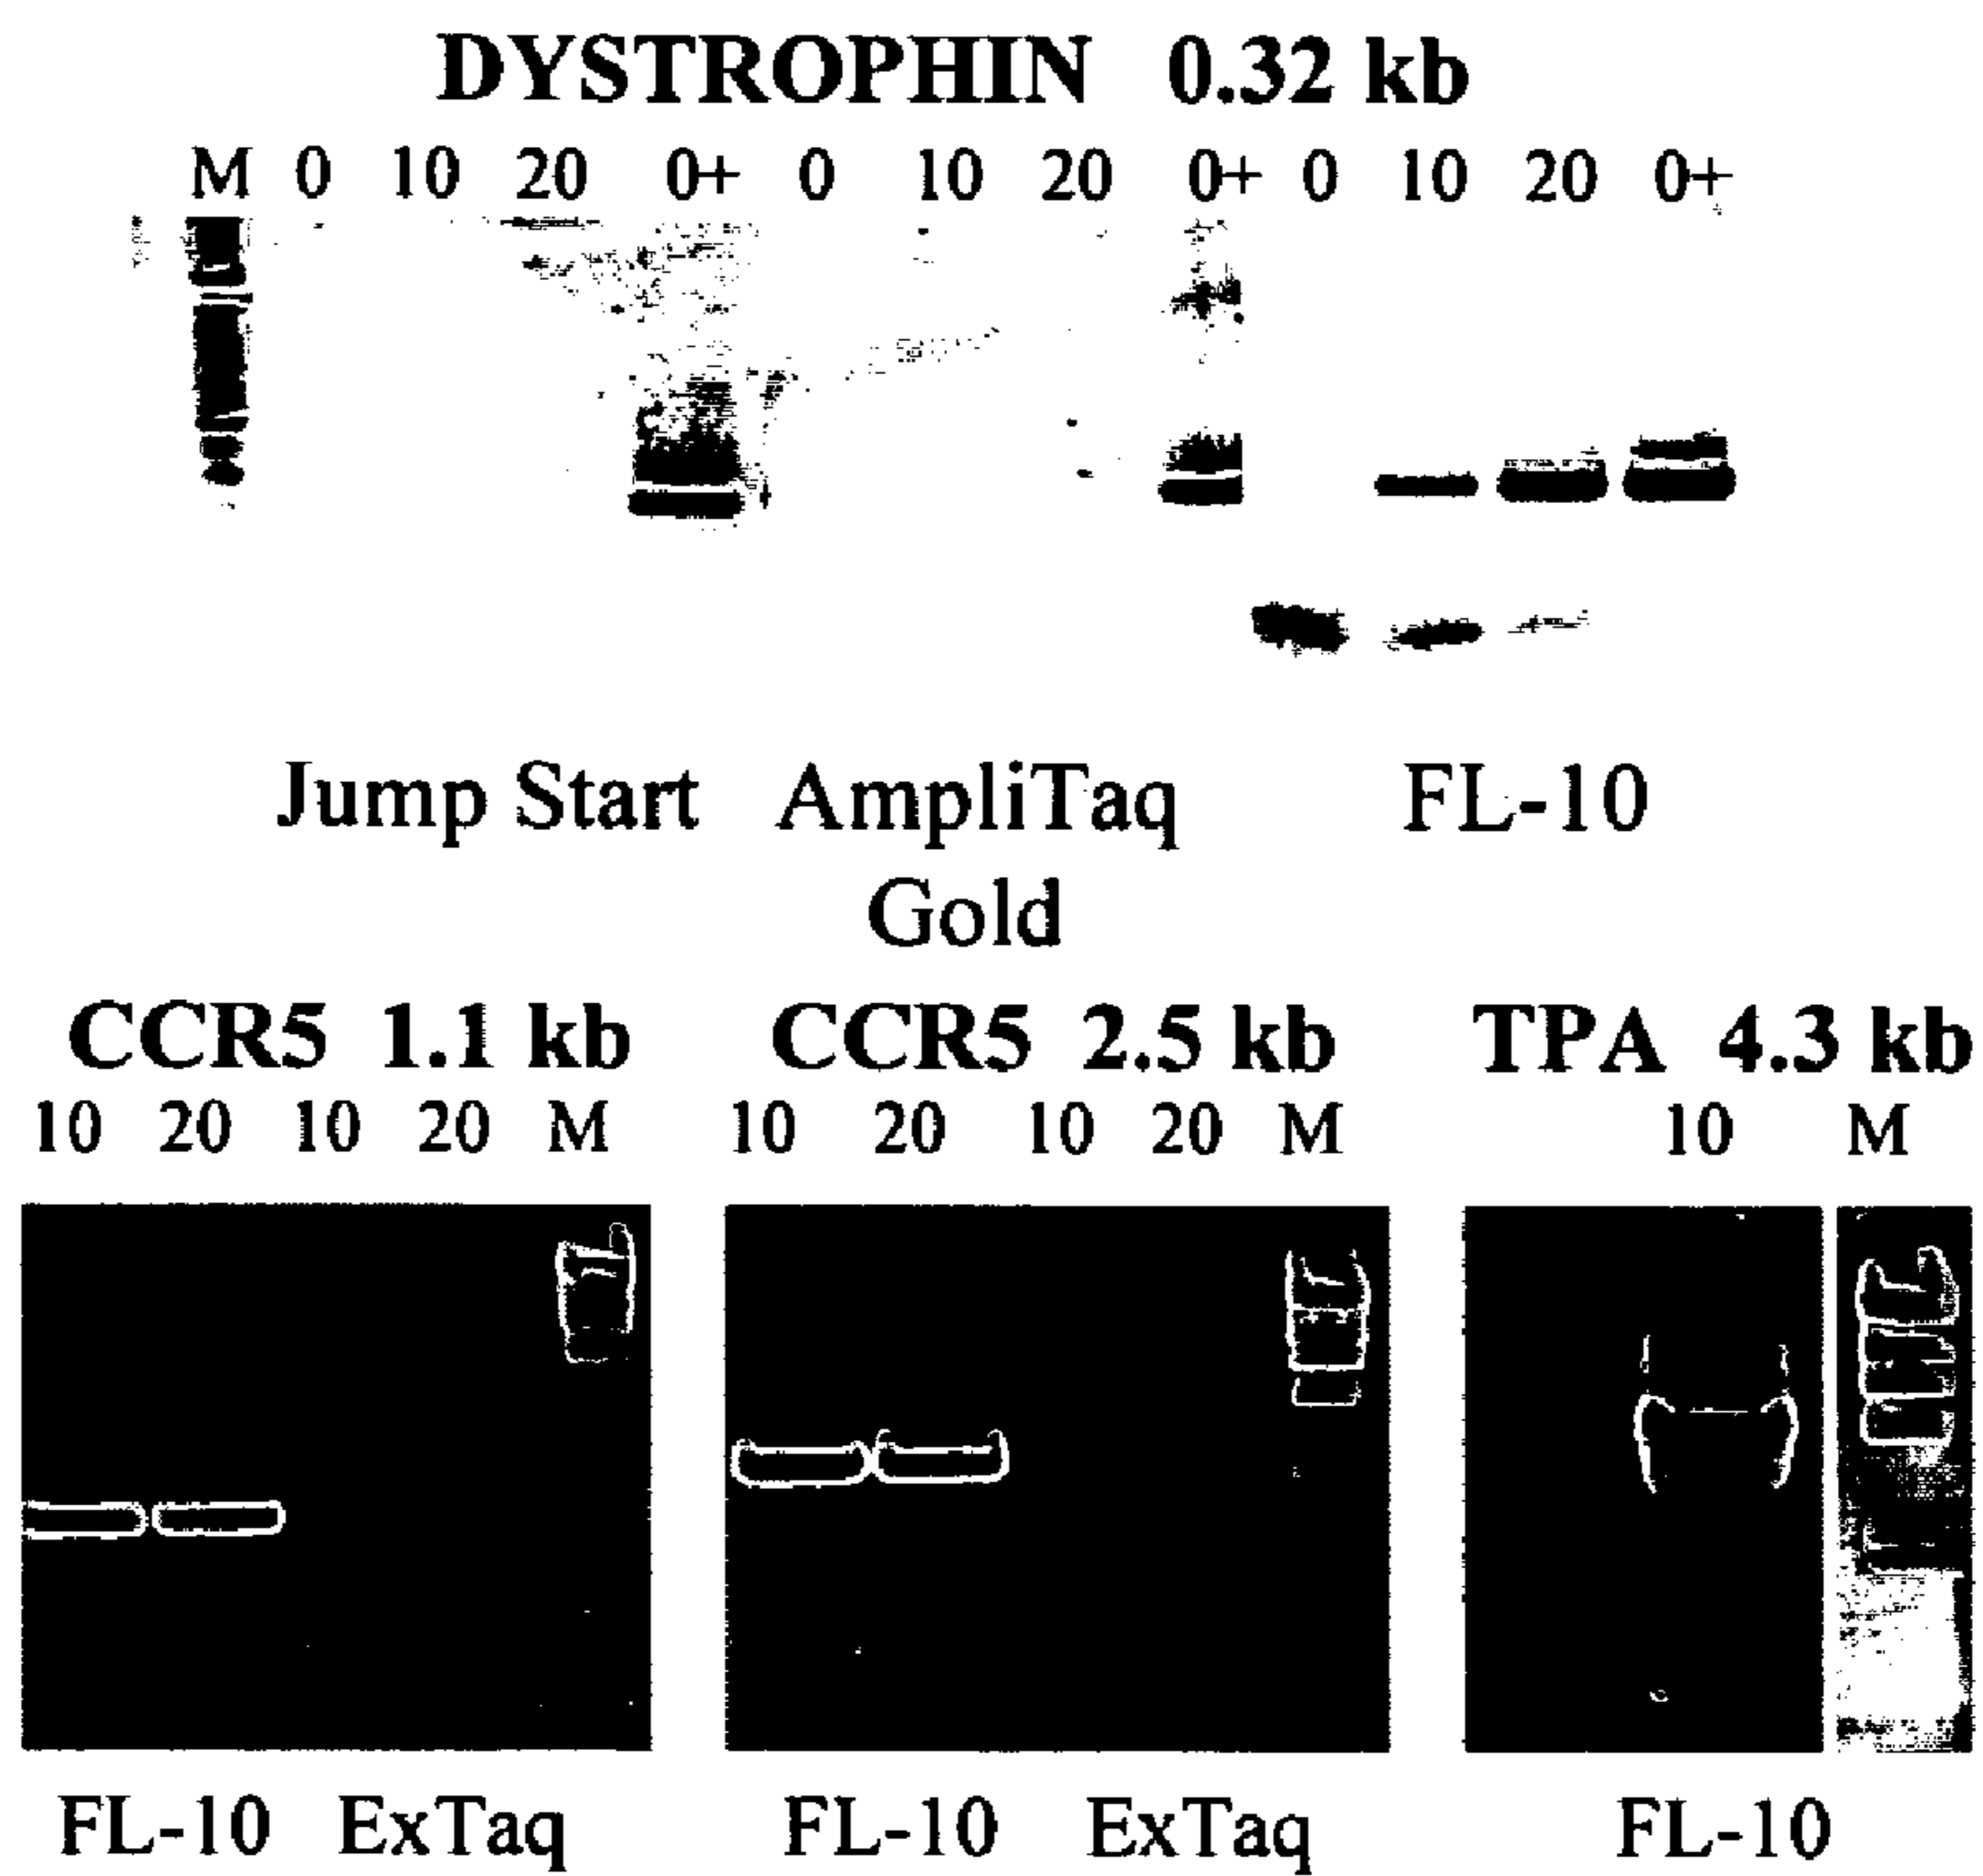 DYSTROPHIN 0.32 kb
M 0 10 20 0+ 0 10 20 0+ 0 10 20 0+
Jump Start AmpliTaq FL-10
Gold
CCR5 1.1 kb CCR5 2.5 kb TPA 4.3 kb
10 20 10 20 M 10 20 10 20 M 10 M
FL-10 ExTaq FL-10 ExTaq FL-10